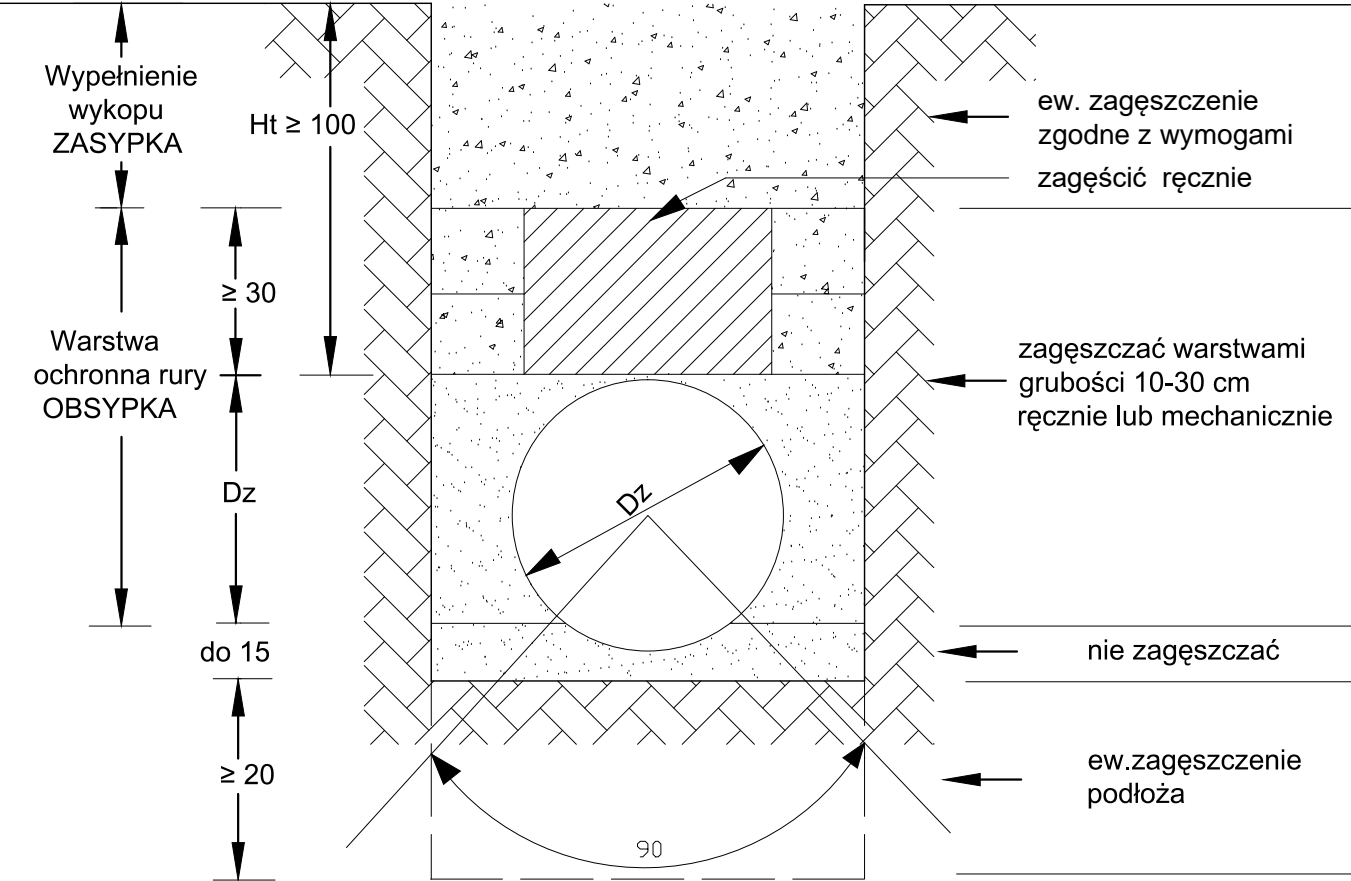 Wypełnienie
wykopu
ZASYPKA
Ht ≥ 100
ew. zagęszczenie
zgodne z wymogami
zagęścić ręcznie
≥ 30
Warstwa
ochronna rury
OBSYPKA
zagęszczać warstwami
grubości 10-30 cm
ręcznie lub mechanicznie
Dz
Dz
do 15
nie zagęszczać
≥ 20
ew.zagęszczenie
podłoża
90